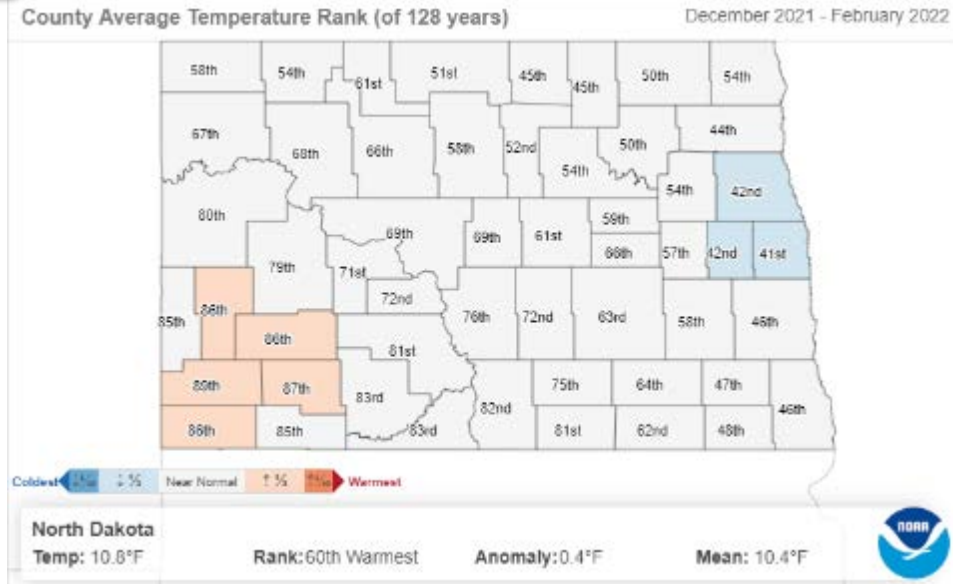 County Average Temperature Rank (of 128 years)
December 2021 - February 2022
58th 54th 61st 51st 45th 45th 50th 54th
67th 68th 66th 58th 52nd 54th 50th 44th
54th 42nd
80th 69th 69th 61st 59th
79th 71st 66th 57th 42nd 41st
72nd
85th 86th 86th 81st 76th 72nd 63rd 58th 46th
89th 87th 83rd 82nd 75th 64th 47th 46th
86th 85th 83rd 81st 62nd 48th
Coldest Near Normal Warmest
North Dakota
Temp: 10.8°F Rank:60th Warmest Anomaly:0.4°F Mean: 10.4°F
NOAA